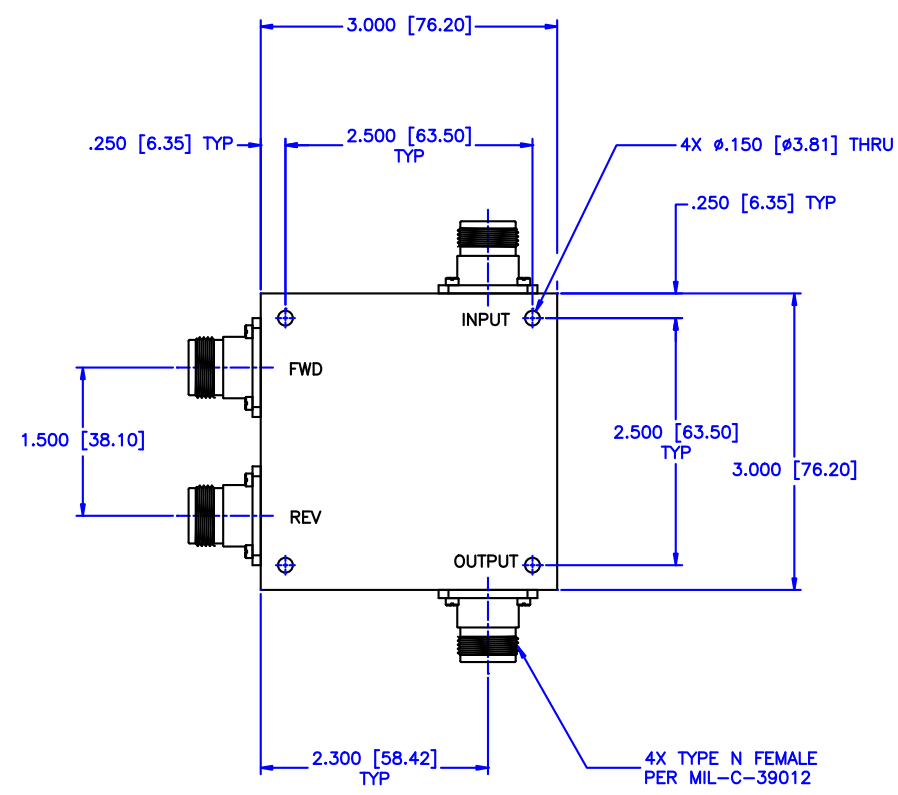 3.000 [76.20]
.250 [6.35] TYP
2.500 [63.50]
TYP
4X ø.150 [ø3.81] THRU
.250 [6.35] TYP
INPUT
FWD
1.500 [38.10]
2.500 [63.50]
TYP
3.000 [76.20]
REV
OUTPUT
2.300 [58.42]
TYP
4X TYPE N FEMALE
PER MIL-C-39012